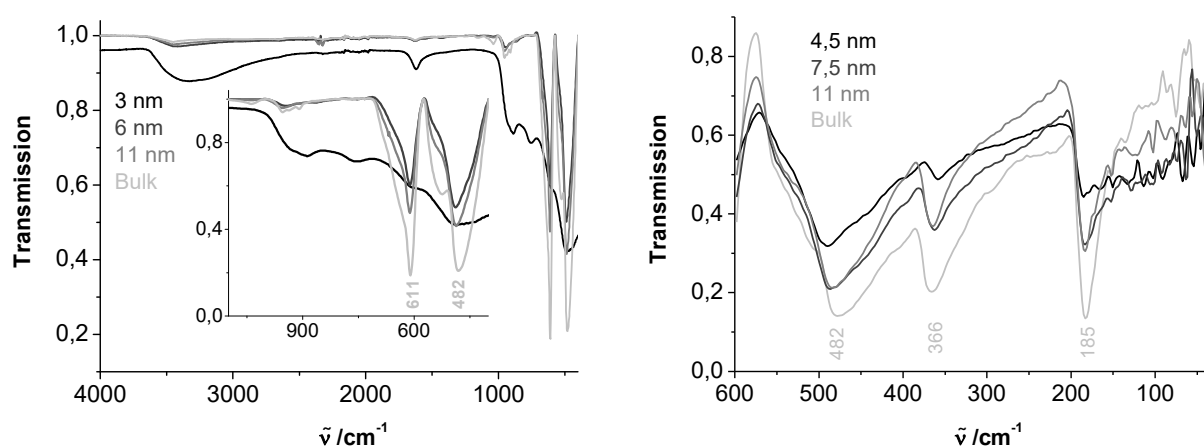 Transmission
1,0
0,8
0,6
0,4
0,2
3 nm
6 nm
11 nm
Bulk
0,8
0,4
0,0
900
600
611
482
4000
3000
2000
1000
ṽ /cm⁻¹
Transmission
0,8
0,6
0,4
0,2
0,0
4,5 nm
7,5 nm
11 nm
Bulk
482
366
185
600
500
400
300
200
100
ṽ /cm⁻¹